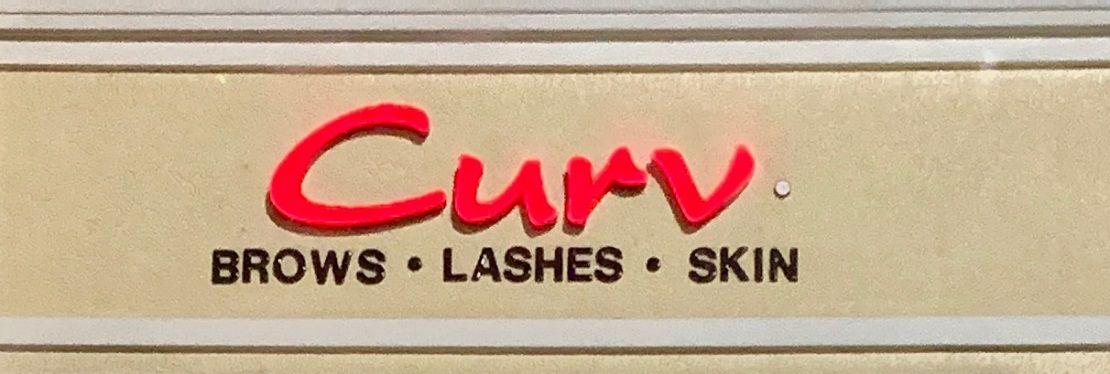 Curv
BROWS • LASHES • SKIN